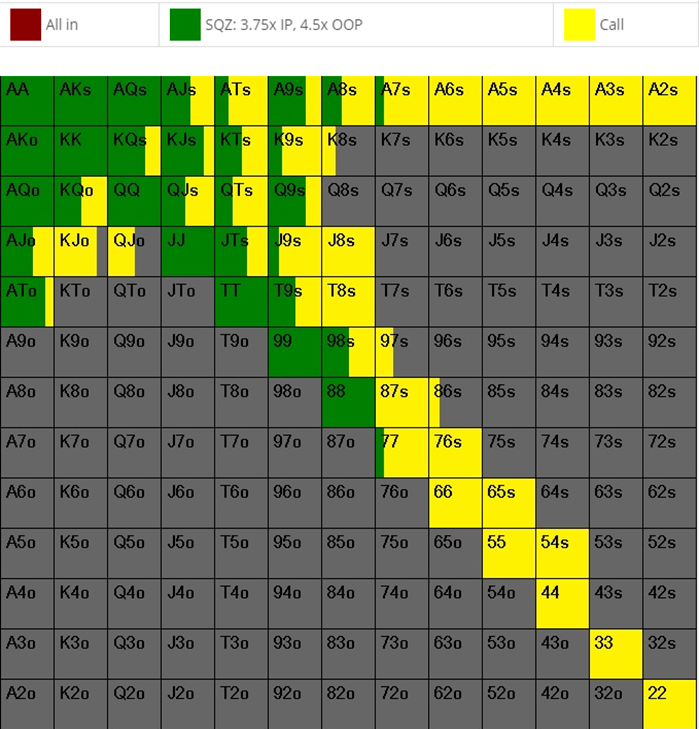 All in SQZ: 3.75x IP, 4.5x OOP Call
AA AKs AQs AJs ATs A9s A8s A7s A6s A5s A4s A3s A2s
AKo KK KQs KJs KTs K9s K8s K7s K6s K5s K4s K3s K2s
AQo KQo QQ QJs QTs Q9s Q8s Q7s Q6s Q5s Q4s Q3s Q2s
AJo KJo QJo JJ JTs J9s J8s J7s J6s J5s J4s J3s J2s
ATo KTo QTo JTo TT T9s T8s T7s T6s T5s T4s T3s T2s
A9o K9o Q9o J9o T9o 99 98s 97s 96s 95s 94s 93s 92s
A8o K8o Q8o J8o T8o 98o 88 87s 86s 85s 84s 83s 82s
A7o K7o Q7o J7o T7o 97o 87o 77 76s 75s 74s 73s 72s
A6o K6o Q6o J6o T6o 96o 86o 76o 66 65s 64s 63s 62s
A5o K5o Q5o J5o T5o 95o 85o 75o 65o 55 54s 53s 52s
A4o K4o Q4o J4o T4o 94o 84o 74o 64o 54o 44 43s 42s
A3o K3o Q3o J3o T3o 93o 83o 73o 63o 53o 43o 33 32s
A2o K2o Q2o J2o T2o 92o 82o 72o 62o 52o 42o 32o 22